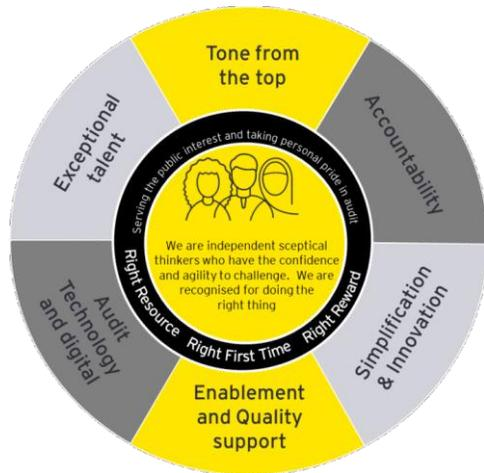 Tone from
the top
Accountability
Simplification
& Innovation
Enablement
and Quality
support
Audit
Technology
and digital
Exceptional
talent
Serving the public interest and taking personal pride in audit
We are independent sceptical
thinkers who have the confidence
and agility to challenge. We are
recognised for doing the
right thing
Right Resource Right First Time Right Reward